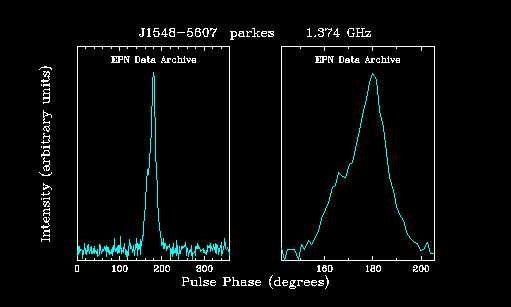 J1548-5607 parkes 1.374 GHz
EPN Data Archive EPN Data Archive
Intensity (arbitrary units)
0 100 200 300 160 180 200
Pulse Phase (degrees)